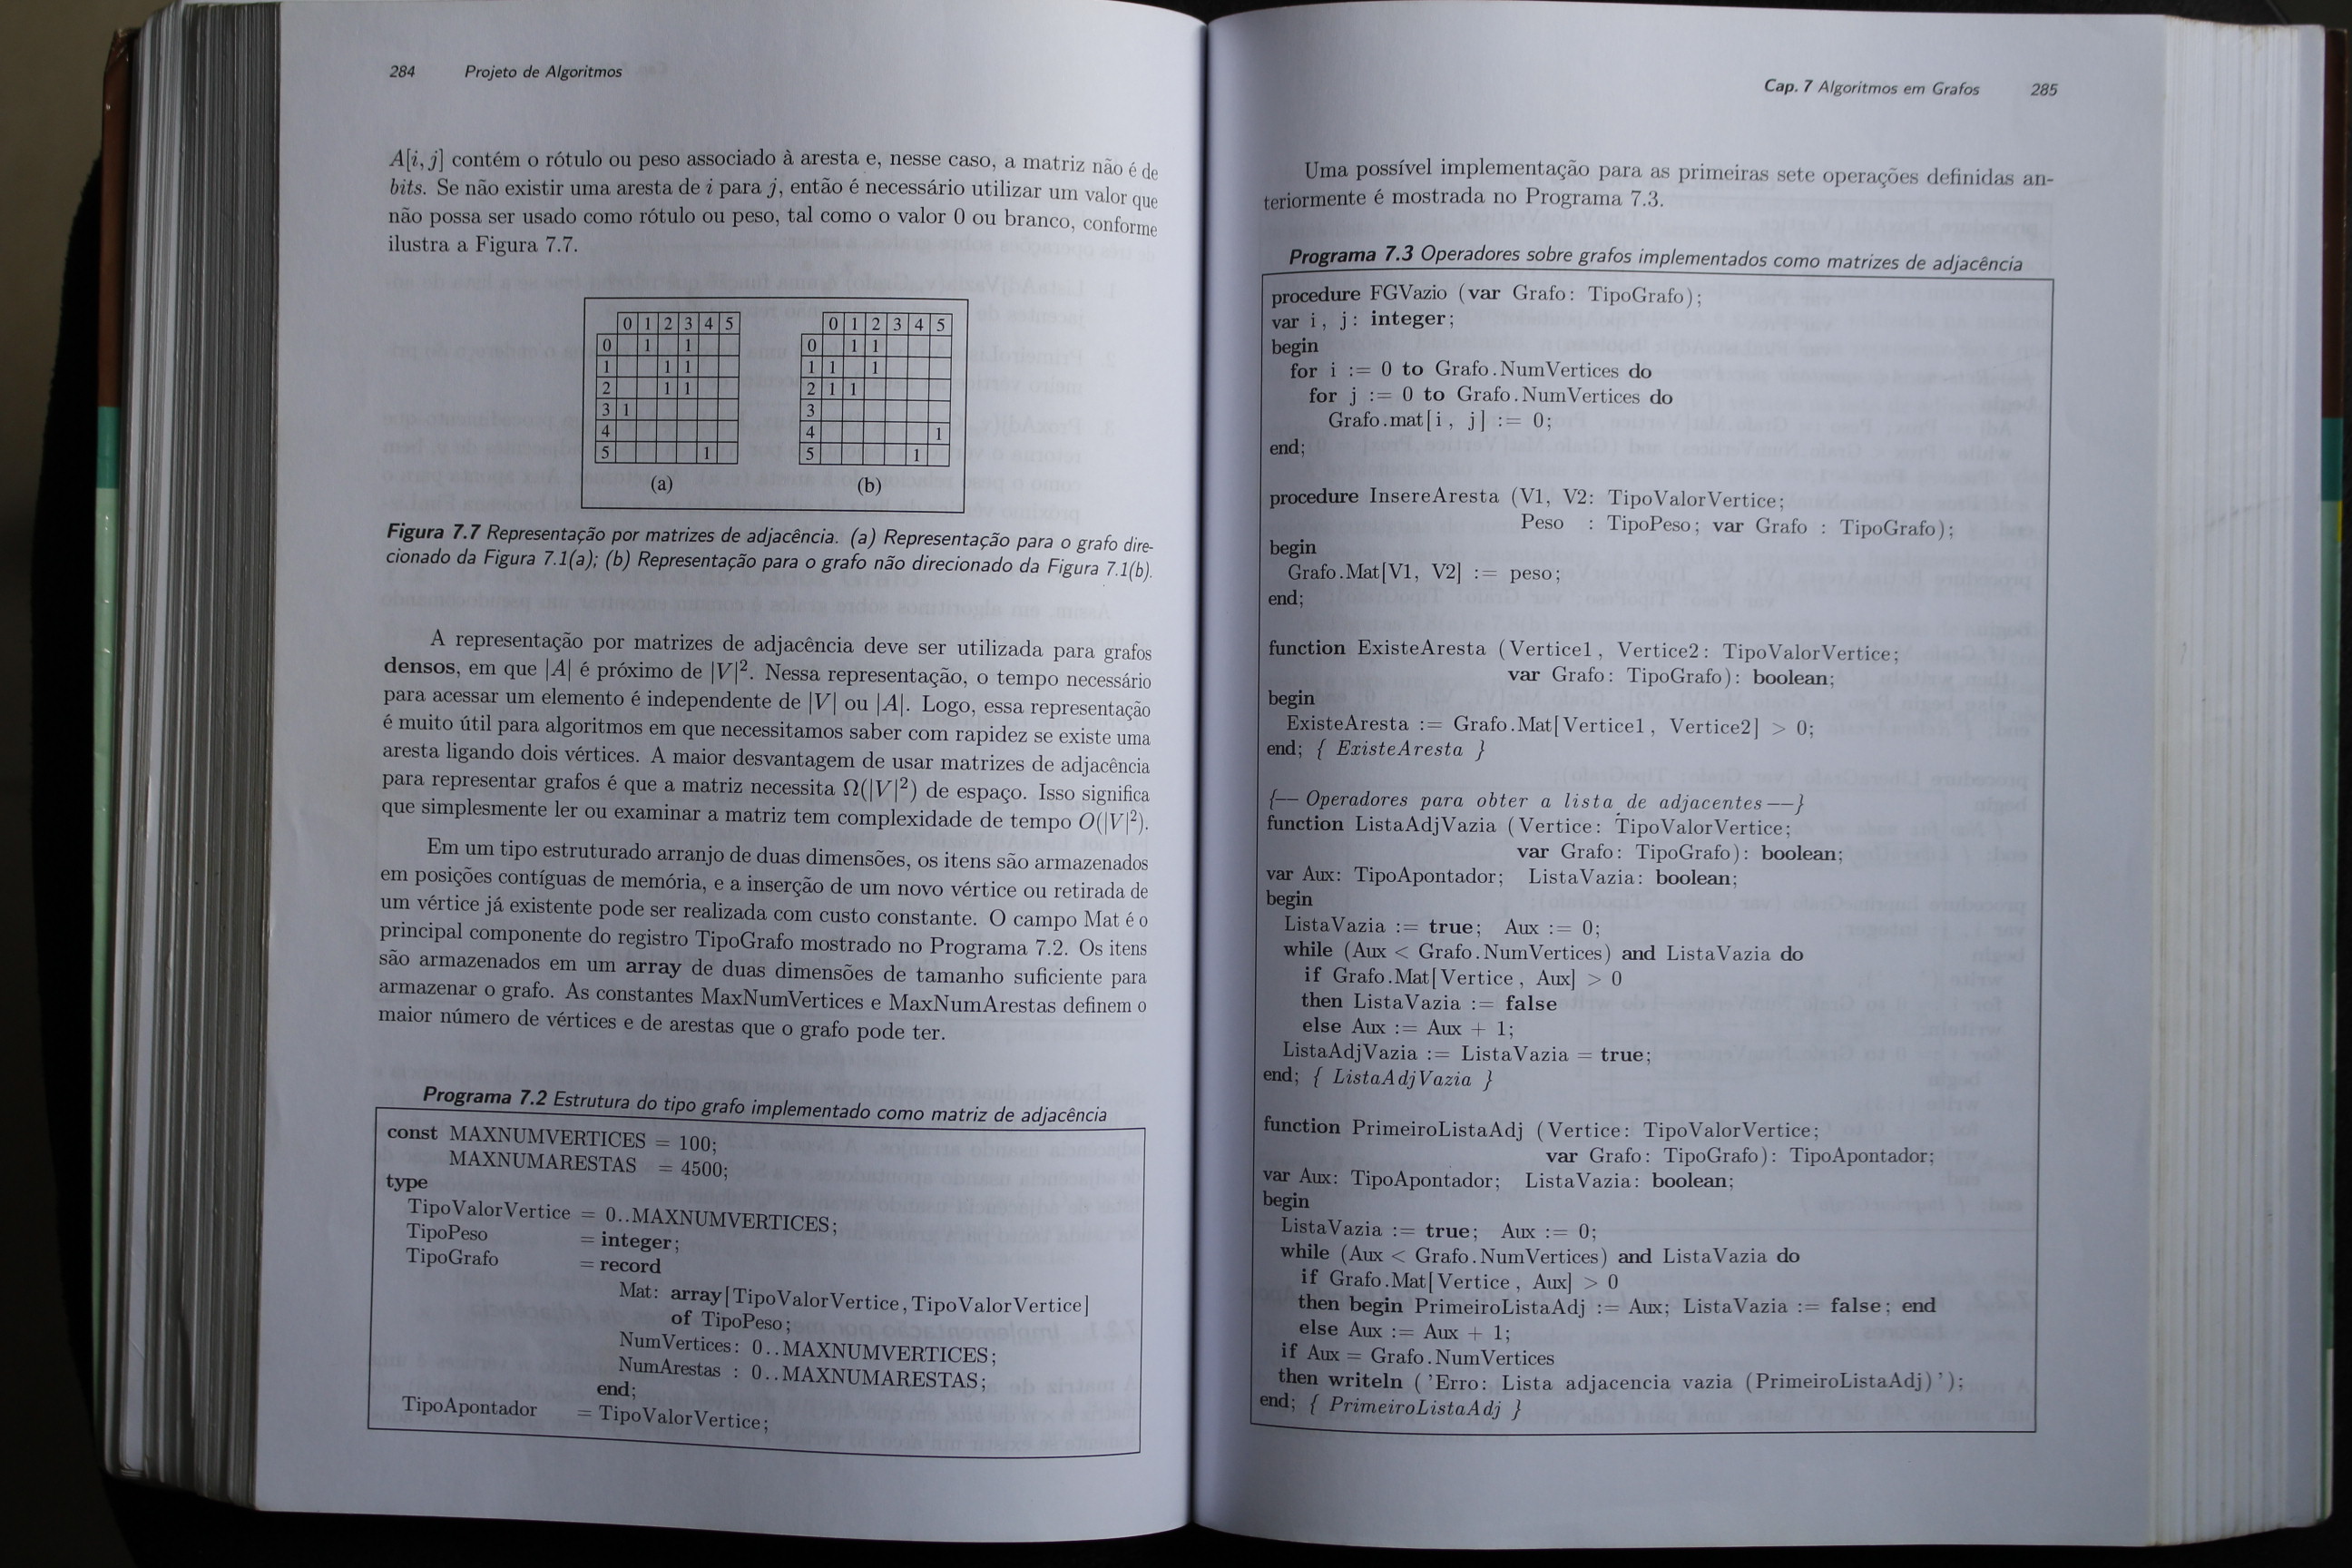 284 Projeto de Algoritmos
A[i, j] contém o rótulo ou peso associado à aresta e, nesse caso, a matriz não é de
bits. Se não existir uma aresta de i para j, então é necessário utilizar um valor que
não possa ser usado como rótulo ou peso, tal como o valor 0 ou branco, conforme
ilustra a Figura 7.7.
0 1 2 3 4 5
0 1 1
1 1 1
2 1 1
3 1
4
5 1
(a)
0 1 2 3 4 5
0 1 1
1 1 1
2 1 1
3
4 1
5 1
(b)
Figura 7.7 Representação por matrizes de adjacência. (a) Representação para o grafo dire-
cionado da Figura 7.1(a); (b) Representação para o grafo não direcionado da Figura 7.1(b).
A representação por matrizes de adjacência deve ser utilizada para grafos
densos, em que |A| é próximo de |V|². Nessa representação, o tempo necessário
para acessar um elemento é independente de |V| ou |A|. Logo, essa representação
é muito útil para algoritmos em que necessitamos saber com rapidez se existe uma
aresta ligando dois vértices. A maior desvantagem de usar matrizes de adjacência
para representar grafos é que a matriz necessita Ω(|V|²) de espaço. Isso significa
que simplesmente ler ou examinar a matriz tem complexidade de tempo O(|V|²).
Em um tipo estruturado arranjo de duas dimensões, os itens são armazenados
em posições contíguas de memória, e a inserção de um novo vértice ou retirada de
um vértice já existente pode ser realizada com custo constante. O campo Mat é o
principal componente do registro TipoGrafo mostrado no Programa 7.2. Os itens
são armazenados em um array de duas dimensões de tamanho suficiente para
armazenar o grafo. As constantes MaxNumVertices e MaxNumArestas definem o
maior número de vértices e de arestas que o grafo pode ter.
Programa 7.2 Estrutura do tipo grafo implementado como matriz de adjacência
const MAXNUMVERTICES = 100;
MAXNUMARESTAS = 4500;
type
TipoValorVertice = 0..MAXNUMVERTICES;
TipoPeso = integer;
TipoGrafo = record
Mat: array[TipoValorVertice, TipoValorVertice]
of TipoPeso;
NumVertices: 0..MAXNUMVERTICES;
NumArestas : 0..MAXNUMARESTAS;
end;
TipoApontador = TipoValorVertice;
Cap. 7 Algoritmos em Grafos 285
Uma possível implementação para as primeiras sete operações definidas an-
teriormente é mostrada no Programa 7.3.
Programa 7.3 Operadores sobre grafos implementados como matrizes de adjacência
procedure FGVazio (var Grafo: TipoGrafo);
var i, j: integer;
begin
for i := 0 to Grafo.NumVertices do
for j := 0 to Grafo.NumVertices do
Grafo.mat[i, j] := 0;
end;
procedure InsereAresta (V1, V2: TipoValorVertice;
Peso : TipoPeso; var Grafo : TipoGrafo);
begin
Grafo.Mat[V1, V2] := peso;
end;
function ExisteAresta (Vertice1, Vertice2: TipoValorVertice;
var Grafo: TipoGrafo): boolean;
begin
ExisteAresta := Grafo.Mat[Vertice1, Vertice2] > 0;
end; { ExisteAresta }
{-- Operadores para obter a lista de adjacentes --}
function ListaAdjVazia (Vertice: TipoValorVertice;
var Grafo: TipoGrafo): boolean;
var Aux: TipoApontador; ListaVazia: boolean;
begin
ListaVazia := true; Aux := 0;
while (Aux < Grafo.NumVertices) and ListaVazia do
if Grafo.Mat[Vertice, Aux] > 0
then ListaVazia := false
else Aux := Aux + 1;
ListaAdjVazia := ListaVazia = true;
end; { ListaAdjVazia }
function PrimeiroListaAdj (Vertice: TipoValorVertice;
var Grafo: TipoGrafo): TipoApontador;
var Aux: TipoApontador; ListaVazia: boolean;
begin
ListaVazia := true; Aux := 0;
while (Aux < Grafo.NumVertices) and ListaVazia do
if Grafo.Mat[Vertice, Aux] > 0
then begin PrimeiroListaAdj := Aux; ListaVazia := false; end
else Aux := Aux + 1;
if Aux = Grafo.NumVertices
then writeln ('Erro: Lista adjacencia vazia (PrimeiroListaAdj)');
end; { PrimeiroListaAdj }